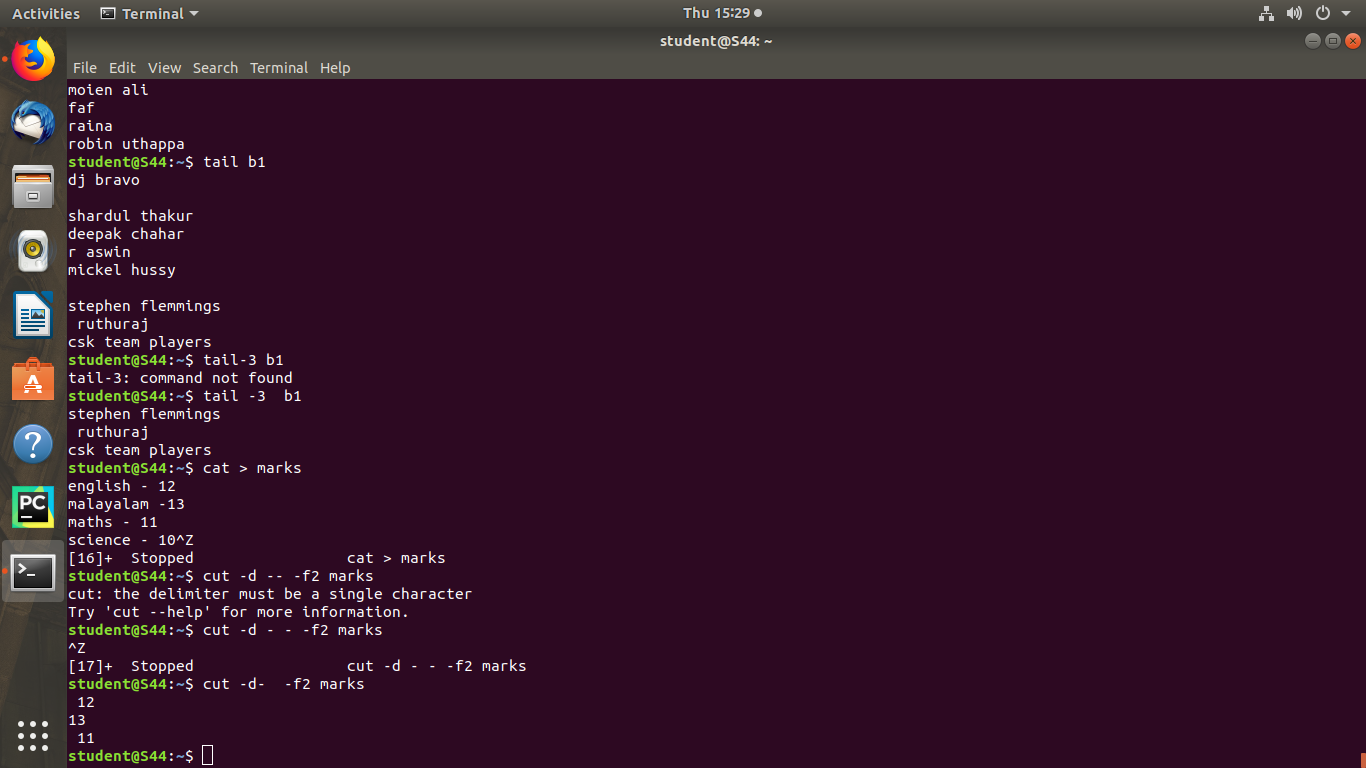 Activities Terminal Thu 15:29
student@S44: ~
File Edit View Search Terminal Help
moien ali
faf
raina
robin uthappa
student@S44:~$ tail b1
dj bravo
shardul thakur
deepak chahar
r aswin
mickel hussy
stephen flemmings
 ruthuraj
csk team players
student@S44:~$ tail-3 b1
tail-3: command not found
student@S44:~$ tail -3  b1
stephen flemmings
 ruthuraj
csk team players
student@S44:~$ cat > marks
english - 12
malayalam -13
maths - 11
science - 10^Z
[16]+  Stopped                 cat > marks
student@S44:~$ cut -d -- -f2 marks
cut: the delimiter must be a single character
Try 'cut --help' for more information.
student@S44:~$ cut -d - - -f2 marks
^Z
[17]+  Stopped                 cut -d - - -f2 marks
student@S44:~$ cut -d-  -f2 marks
 12
13
 11
student@S44:~$
PC